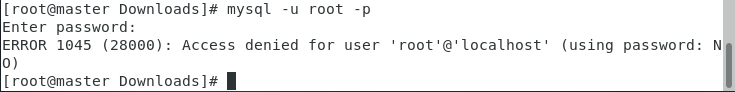 [root@master Downloads]# mysql -u root -p
Enter password:
ERROR 1045 (28000): Access denied for user 'root'@'localhost' (using password: N
O)
[root@master Downloads]#